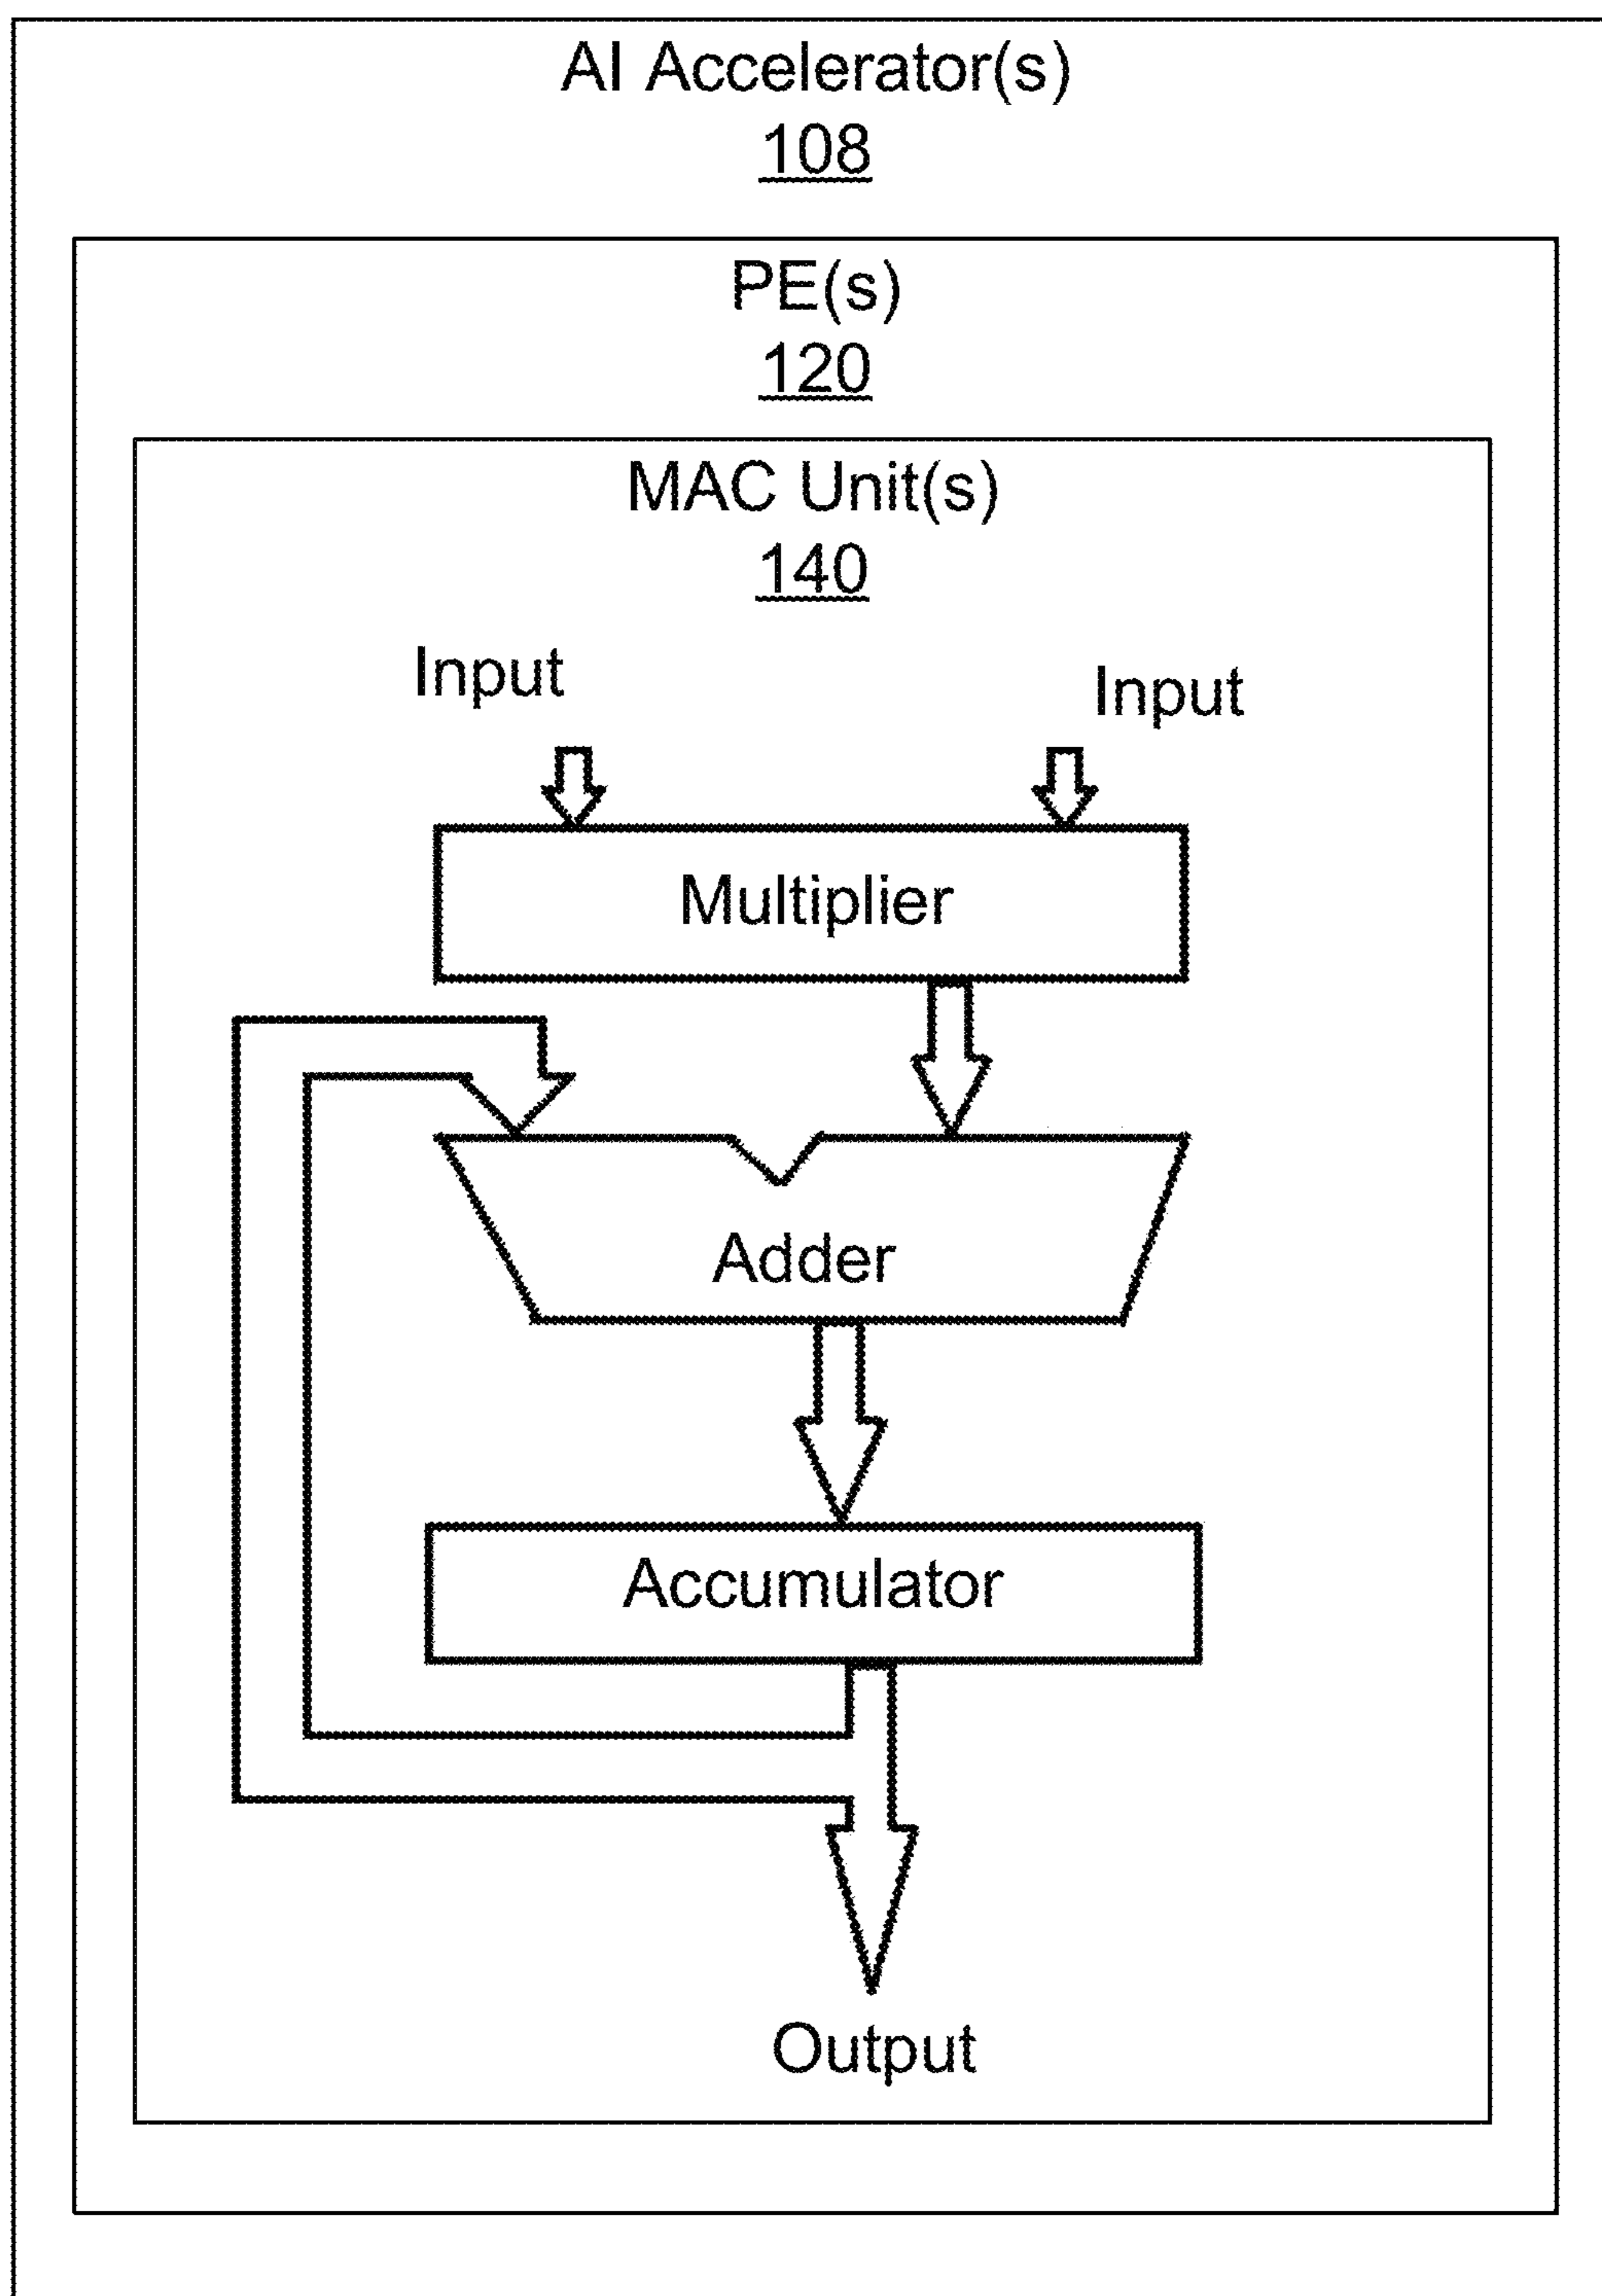 AI Accelerator(s)
108
PE(s)
120
MAC Unit(s)
140
Input
Input
Multiplier
Adder
Accumulator
Output